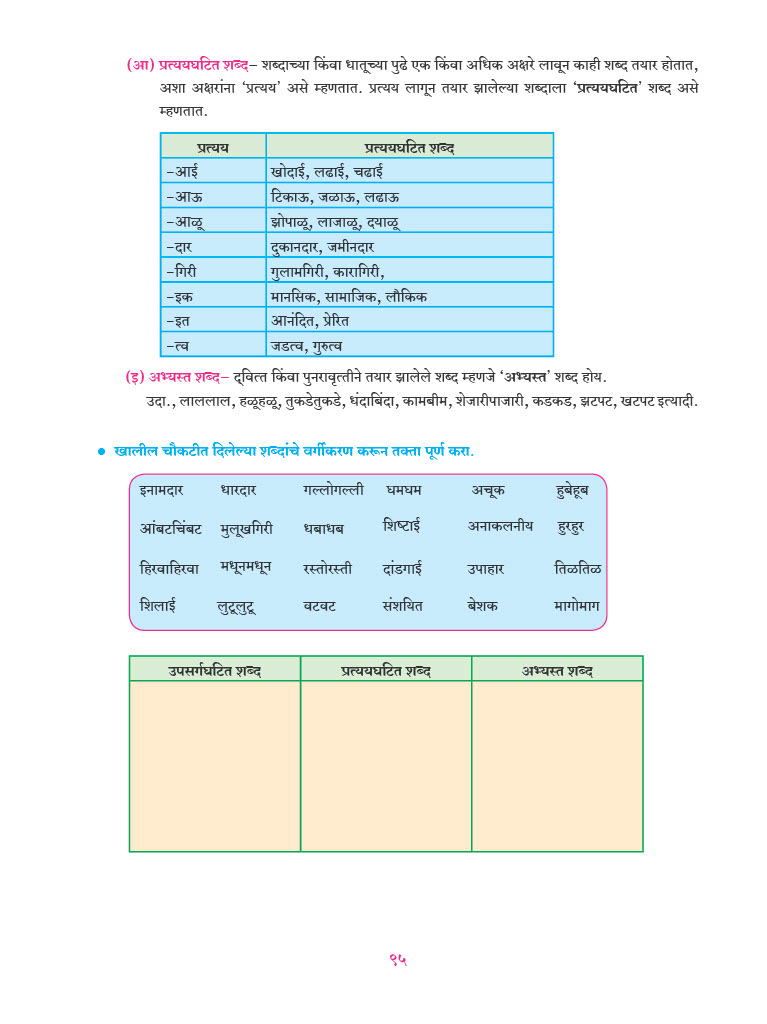 (आ) प्रत्ययघटित शब्द– शब्दाच्या किंवा धातूच्या पुढे एक किंवा अधिक अक्षरे लावून काही शब्द तयार होतात,
अशा अक्षरांना ‘प्रत्यय’ असे म्हणतात. प्रत्यय लागून तयार झालेल्या शब्दाला ‘प्रत्ययघटित’ शब्द असे
म्हणतात.
प्रत्यय प्रत्ययघटित शब्द
–आई खोदाई, लढाई, चढाई
–आऊ टिकाऊ, जळाऊ, लढाऊ
–आळू झोपाळू, लाजाळू, दयाळू
–दार दुकानदार, जमीनदार
–गिरी गुलामगिरी, कारागिरी,
–इक मानसिक, सामाजिक, लौकिक
–इत आनंदित, प्रेरित
–त्व जडत्व, गुरुत्व
(इ) अभ्यस्त शब्द– द्‌वित्त किंवा पुनरावृत्तीने तयार झालेले शब्द म्हणजे ‘अभ्यस्त’ शब्द होय.
उदा., लाललाल, हळूहळू, तुकडेतुकडे, धंदाबिंदा, कामबीम, शेजारीपाजारी, कडकड, झटपट, खटपट इत्यादी.
• खालील चौकटीत दिलेल्या शब्दांचे वर्गीकरण करून तक्ता पूर्ण करा.
इनामदार धारदार गल्लोगल्ली घमघम अचूक हुबेहूब
आंबटचिंबट मुलूखगिरी धबाधब शिष्टाई अनाकलनीय हुरहुर
हिरवाहिरवा मधूनमधून रस्तोरस्ती दांडगाई उपाहार तिळतिळ
शिलाई लुटूलुटू वटवट संशयित बेशक मागोमाग
उपसर्गघटित शब्द प्रत्ययघटित शब्द अभ्यस्त शब्द
९५